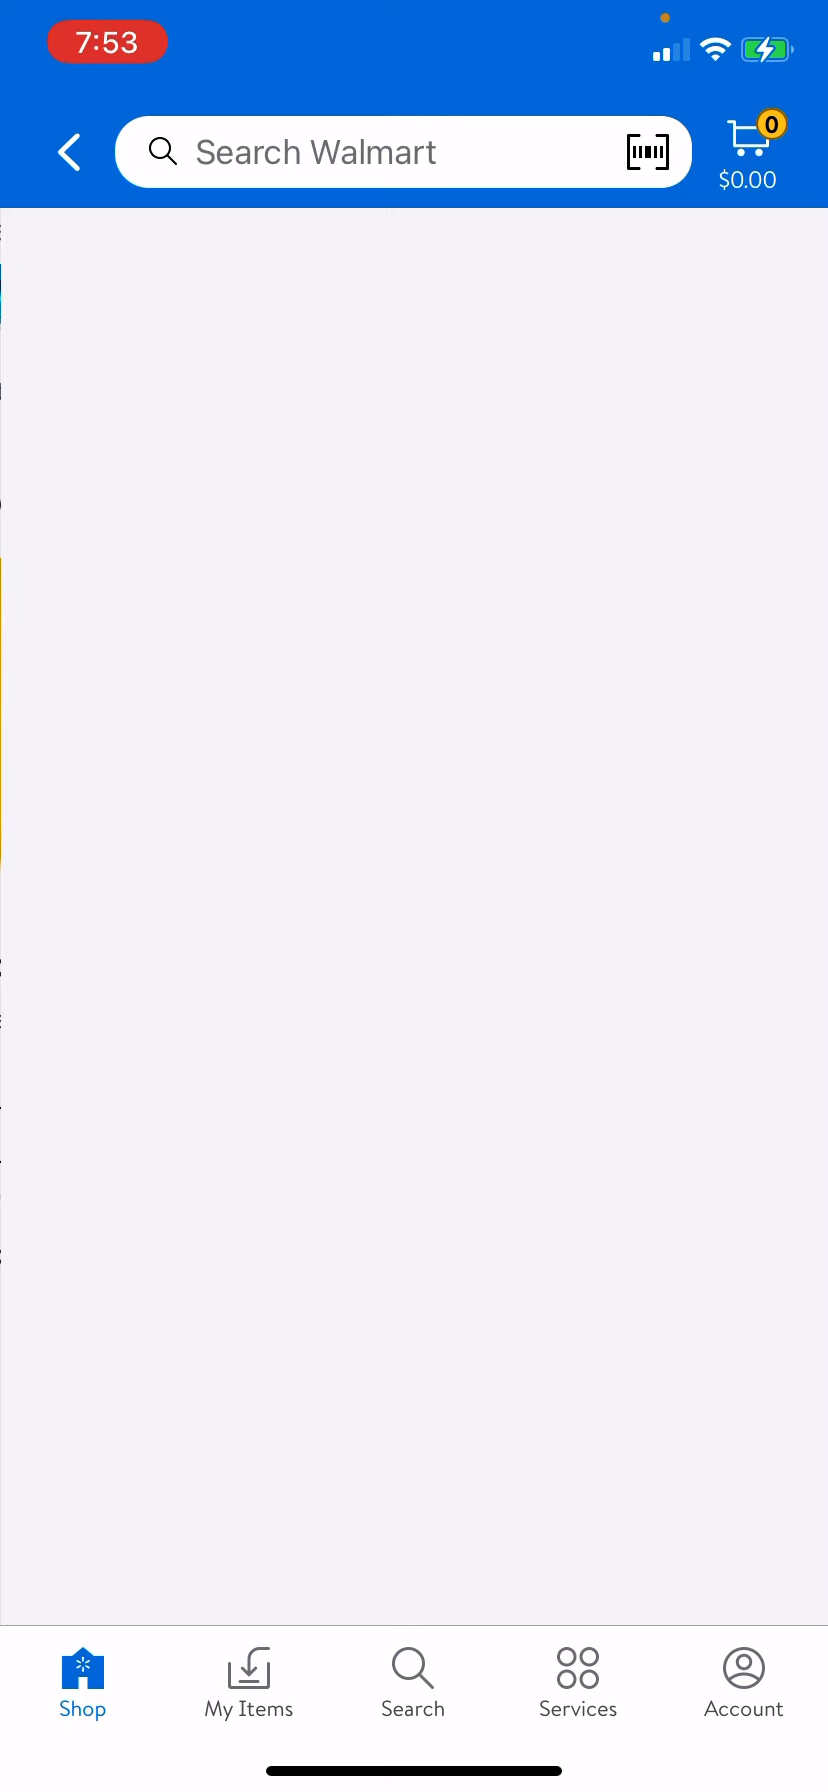 7:53
Search Walmart
0
$0.00
Shop
My Items
Search
Services
Account